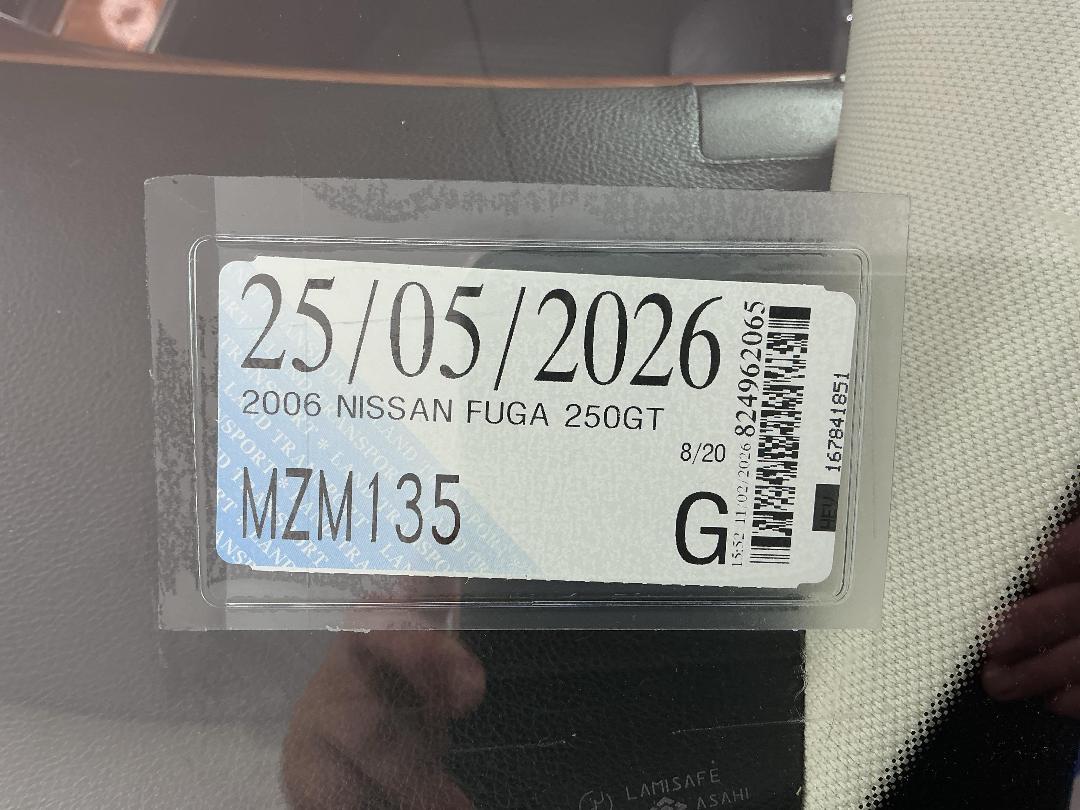 25/05/2026
2006 NISSAN FUGA 250GT
8/20
MZM135
G
15:52 11/02/2026 824962065
HEV 167841851
LAMISAFE
ASAHI